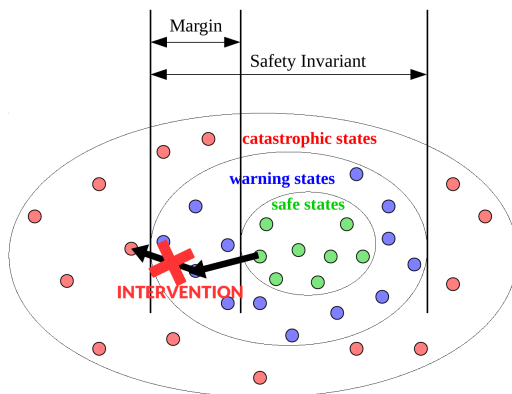 Margin
Safety Invariant
catastrophic states
warning states
safe states
INTERVENTION